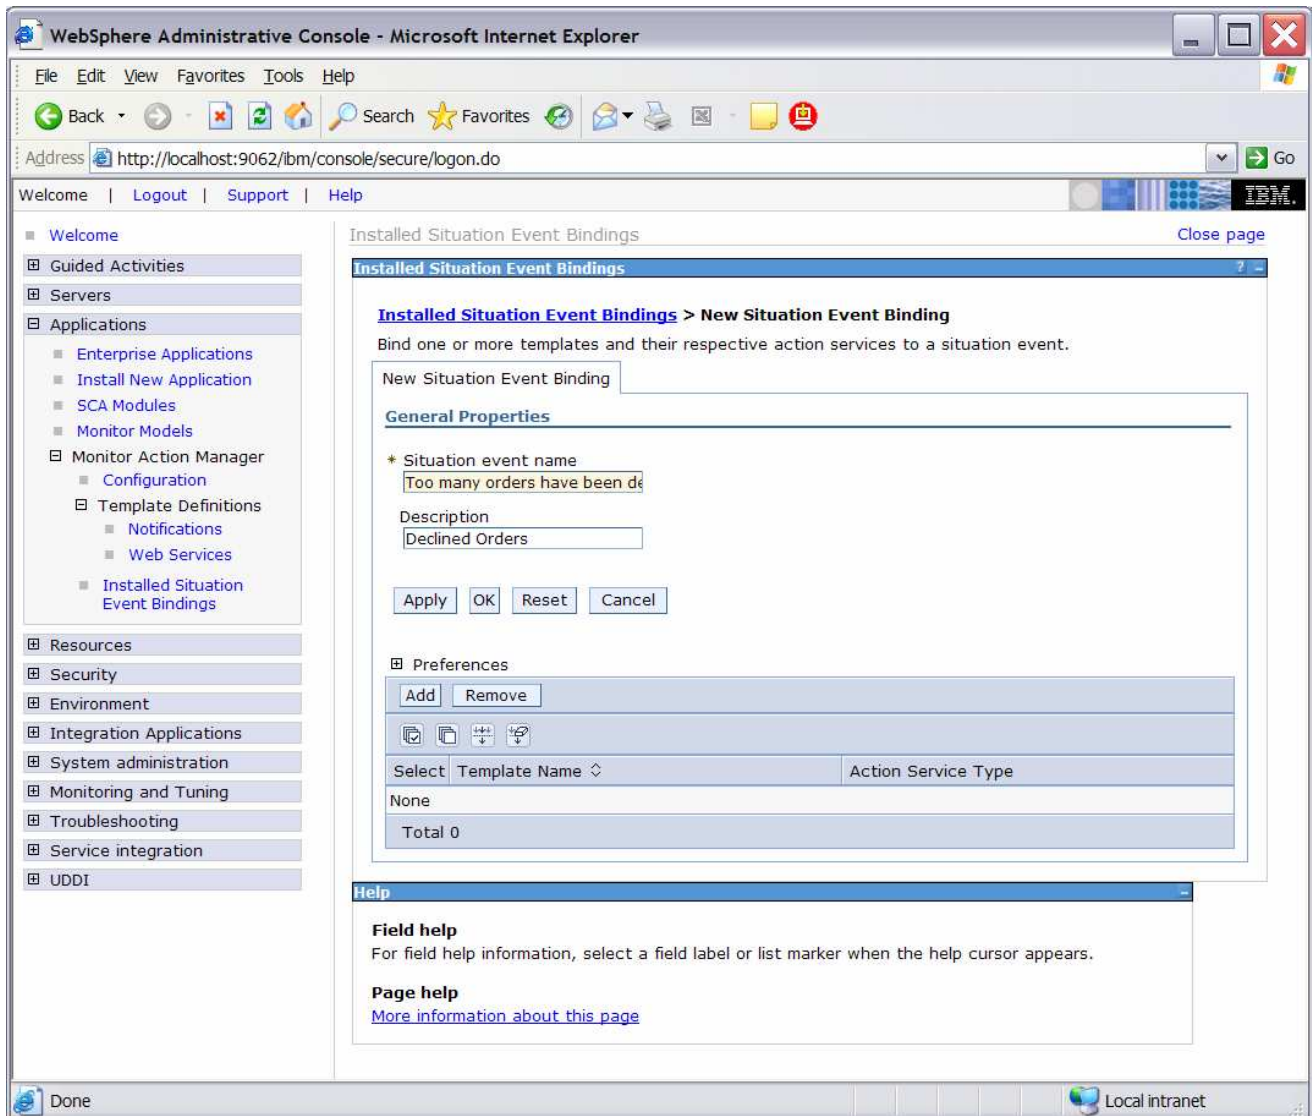 WebSphere Administrative Console - Microsoft Internet Explorer
File Edit View Favorites Tools Help
Back Search Favorites
Address http://localhost:9062/ibm/console/secure/logon.do Go
Welcome | Logout | Support | Help IBM.
Welcome
Guided Activities
Servers
Applications
Enterprise Applications
Install New Application
SCA Modules
Monitor Models
Monitor Action Manager
Configuration
Template Definitions
Notifications
Web Services
Installed Situation
Event Bindings
Resources
Security
Environment
Integration Applications
System administration
Monitoring and Tuning
Troubleshooting
Service integration
UDDI
Installed Situation Event Bindings Close page
Installed Situation Event Bindings ? -
Installed Situation Event Bindings > New Situation Event Binding
Bind one or more templates and their respective action services to a situation event.
New Situation Event Binding
General Properties
* Situation event name
Too many orders have been de
Description
Declined Orders
Apply OK Reset Cancel
Preferences
Add Remove
Select Template Name Action Service Type
None
Total 0
Help -
Field help
For field help information, select a field label or list marker when the help cursor appears.
Page help
More information about this page
Done Local intranet